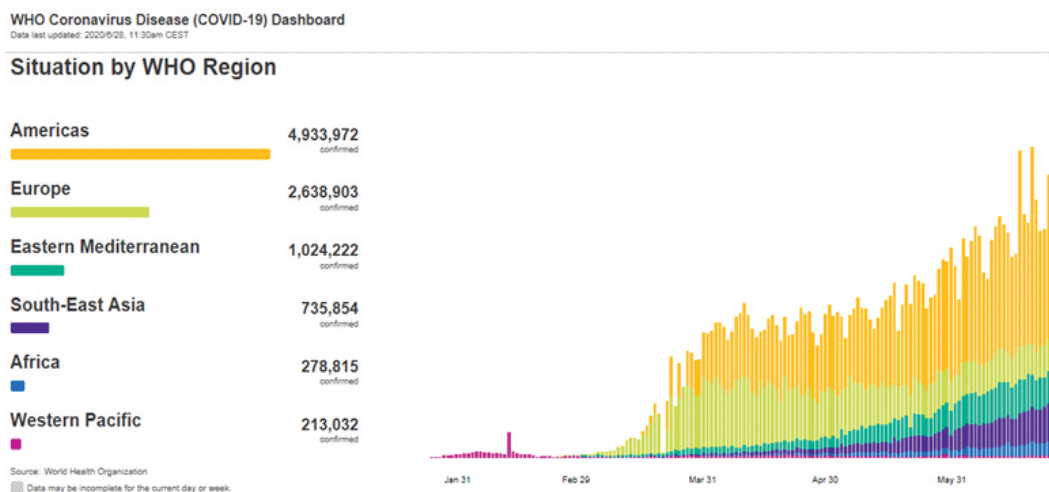 WHO Coronavirus Disease (COVID-19) Dashboard
Data last updated: 2020/6/28, 11:30am CEST
Situation by WHO Region
Americas
4,933,972
confirmed
Europe
2,638,903
confirmed
Eastern Mediterranean
1,024,222
confirmed
South-East Asia
735,854
confirmed
Africa
278,815
confirmed
Western Pacific
213,032
confirmed
Source: World Health Organization
Data may be incomplete for the current day or week.
Jan 31 Feb 29 Mar 31 Apr 30 May 31